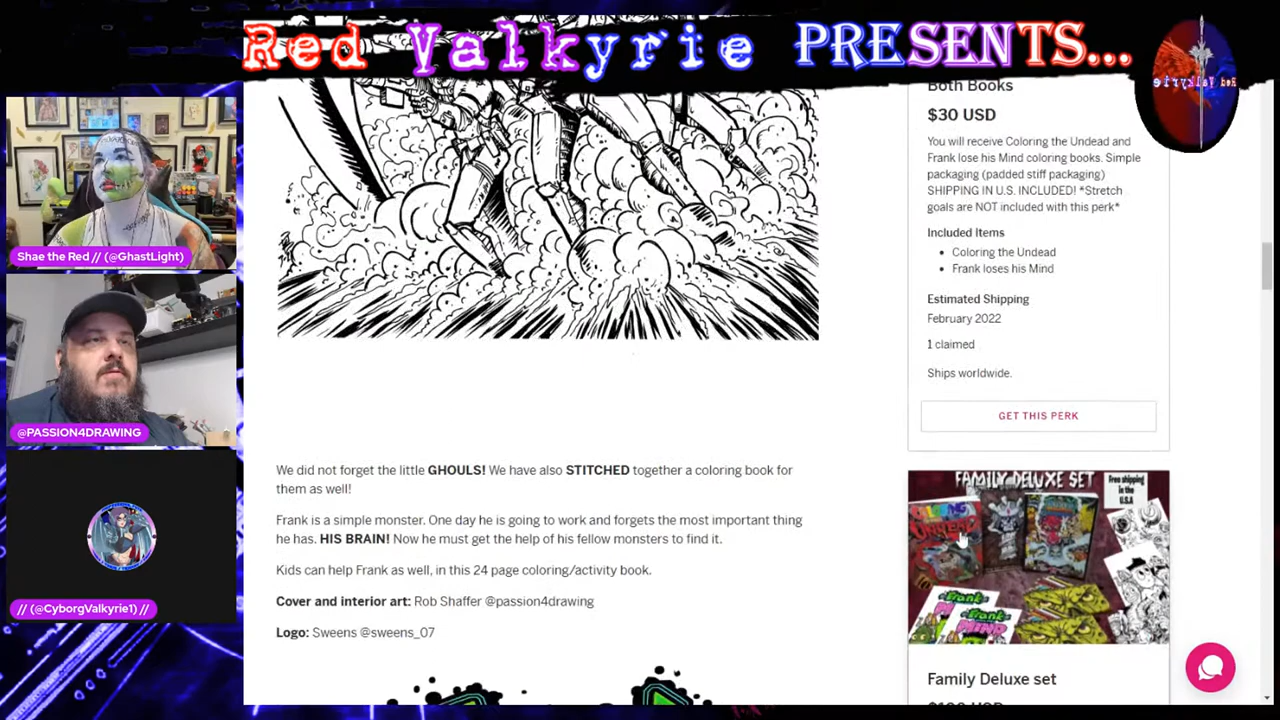 Red Valkyrie PRESENTS...
Red Valkyrie
Shae the Red // (@GhastLight)
@PASSION4DRAWING
// (@CyborgValkyrie1) //
We did not forget the little GHOULS! We have also STITCHED together a coloring book for
them as well!
Frank is a simple monster. One day he is going to work and forgets the most important thing
he has. HIS BRAIN! Now he must get the help of his fellow monsters to find it.
Kids can help Frank as well, in this 24 page coloring/activity book.
Cover and interior art: Rob Shaffer @passion4drawing
Logo: Sweens @sweens_07
Both Books
$30 USD
You will receive Coloring the Undead and
Frank lose his Mind coloring books. Simple
packaging (padded stiff packaging)
SHIPPING IN U.S. INCLUDED! *Stretch
goals are NOT included with this perk*
Included Items
Coloring the Undead
Frank loses his Mind
Estimated Shipping
February 2022
1 claimed
Ships worldwide.
GET THIS PERK
FAMILY DELUXE SET
Free shipping
in the
U.S.A
Family Deluxe set